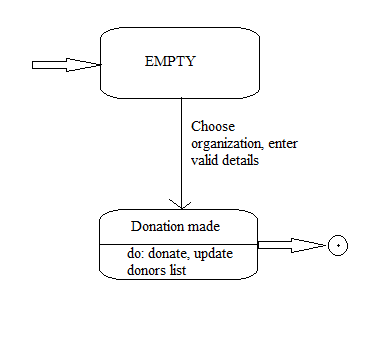 EMPTY
Choose
organization, enter
valid details
Donation made
do: donate, update
donors list